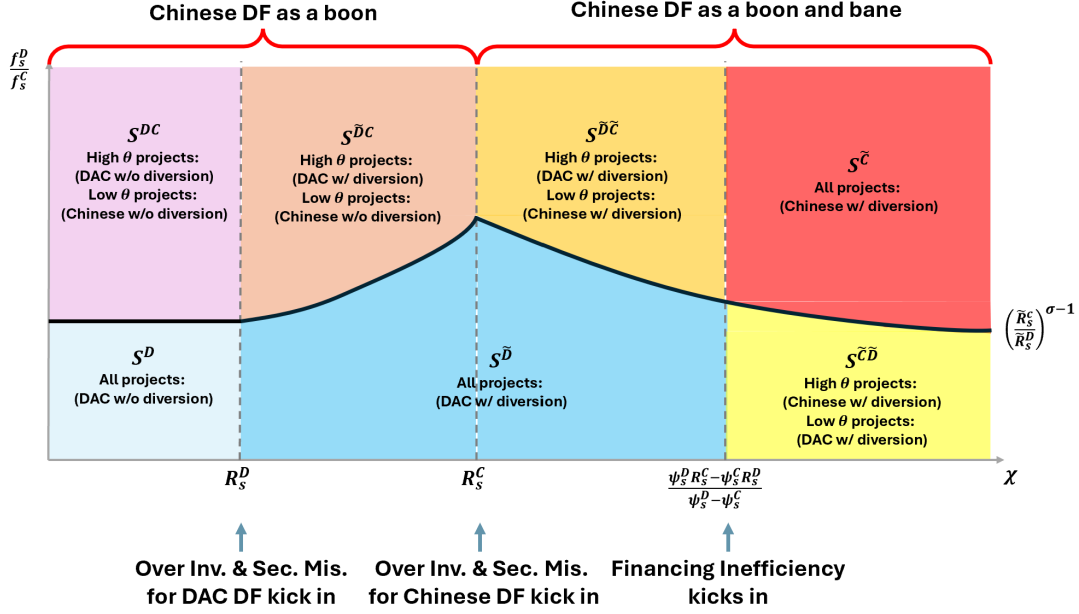 Chinese DF as a boon
Chinese DF as a boon and bane
f_s^D / f_s^C
S^{DC}
High θ projects:
(DAC w/o diversion)
Low θ projects:
(Chinese w/o diversion)
S^{D̃C}
High θ projects:
(DAC w/ diversion)
Low θ projects:
(Chinese w/o diversion)
S^{D̃C̃}
High θ projects:
(DAC w/ diversion)
Low θ projects:
(Chinese w/ diversion)
S^{C̃}
All projects:
(Chinese w/ diversion)
(R̃_s^C / R̃_s^D)^{σ−1}
S^D
All projects:
(DAC w/o diversion)
S^{D̃}
All projects:
(DAC w/ diversion)
S^{C̃D̃}
High θ projects:
(Chinese w/ diversion)
Low θ projects:
(DAC w/ diversion)
R_s^D
R_s^C
(ψ_s^D R_s^C − ψ_s^C R_s^D) / (ψ_s^D − ψ_s^C)
χ
Over Inv. & Sec. Mis.
for DAC DF kick in
Over Inv. & Sec. Mis.
for Chinese DF kick in
Financing Inefficiency
kicks in